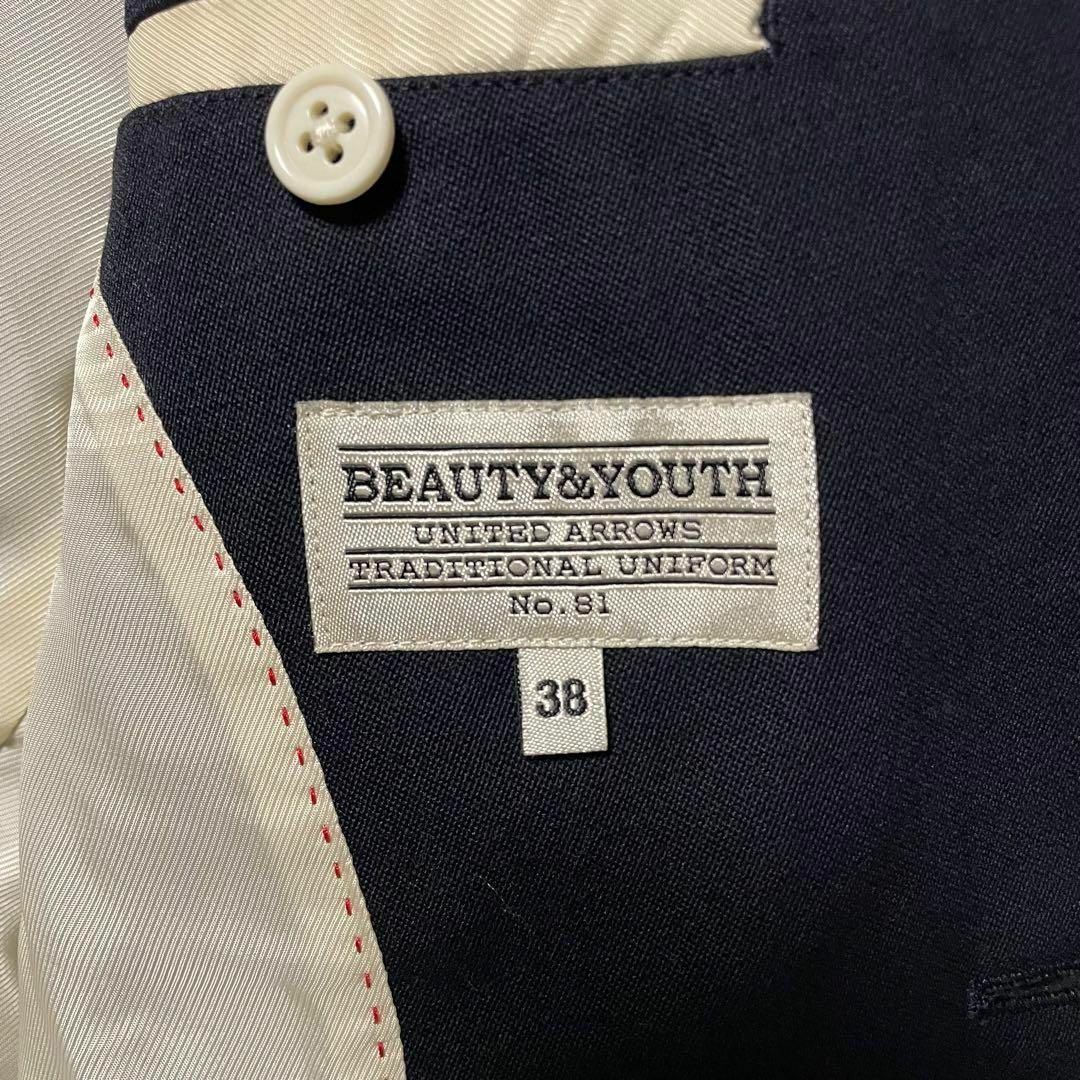 BEAUTY&YOUTH
UNITED ARROWS
TRADITIONAL UNIFORM
No.81
38